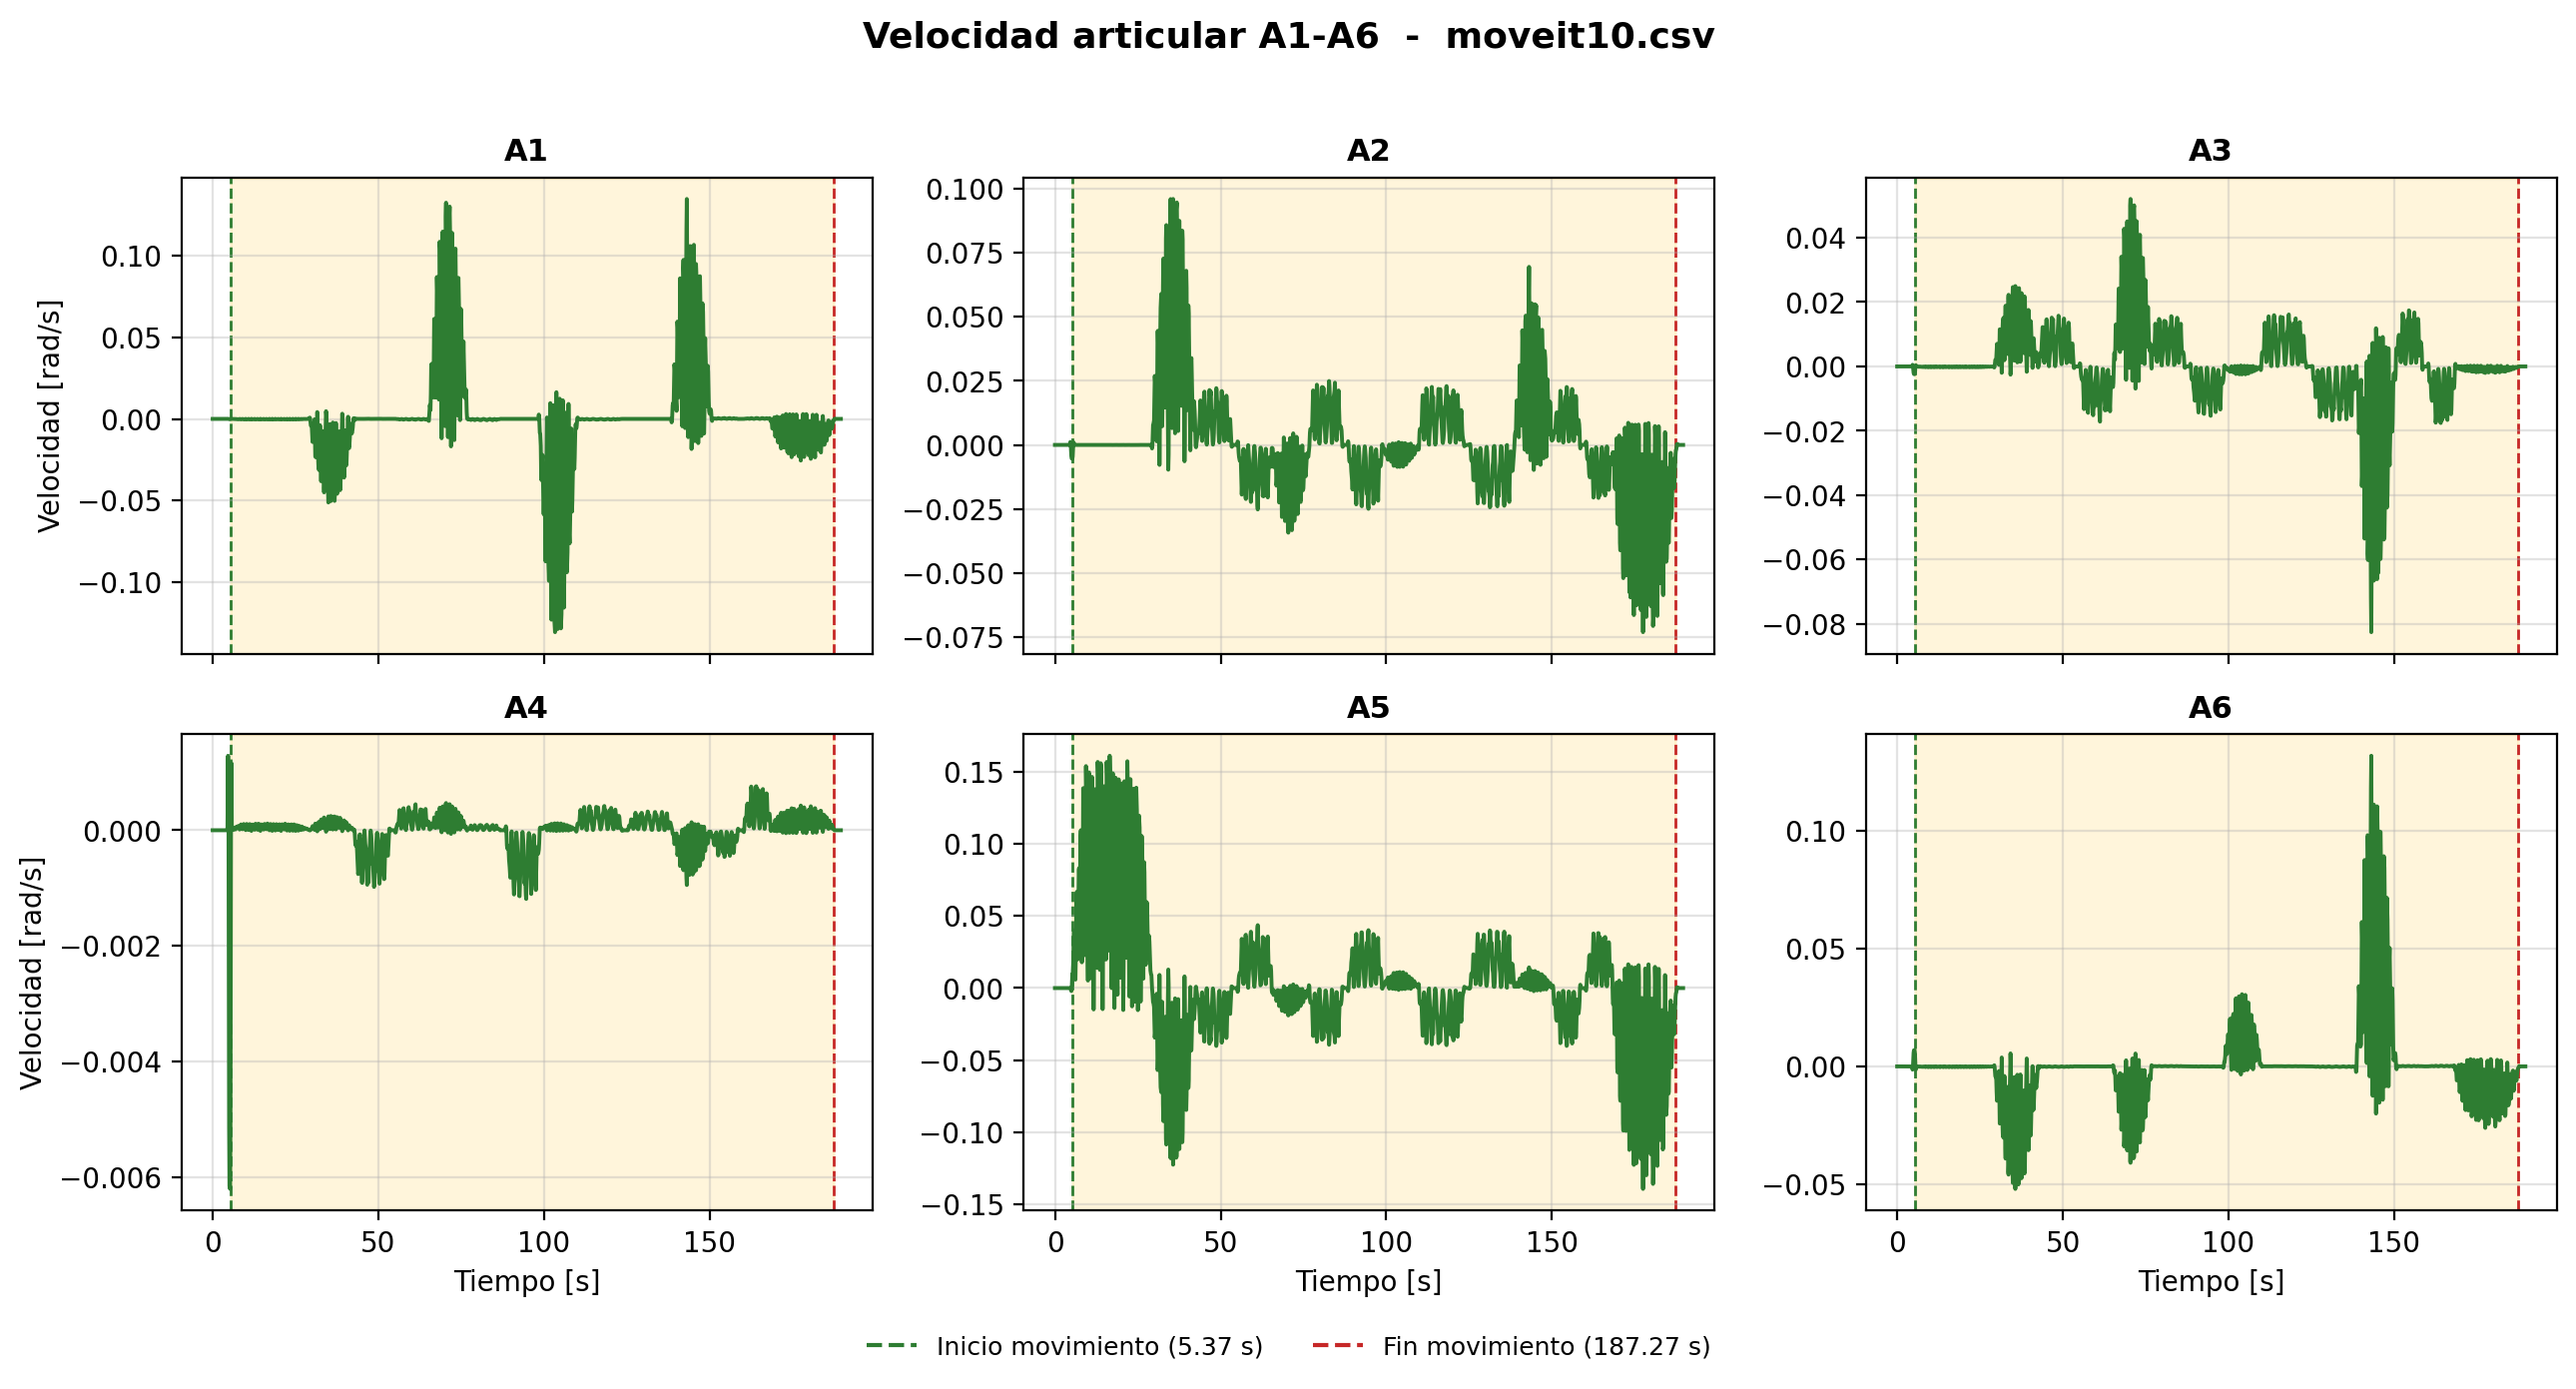 Velocidad articular A1-A6  -  moveit10.csv
A1
A2
A3
Velocidad [rad/s]
0.10
0.05
0.00
−0.05
−0.10
0.100
0.075
0.050
0.025
0.000
−0.025
−0.050
−0.075
0.04
0.02
0.00
−0.02
−0.04
−0.06
−0.08
A4
A5
A6
Velocidad [rad/s]
0.000
−0.002
−0.004
−0.006
0.15
0.10
0.05
0.00
−0.05
−0.10
−0.15
0.10
0.05
0.00
−0.05
0 50 100 150
0 50 100 150
0 50 100 150
Tiempo [s]
Tiempo [s]
Tiempo [s]
Inicio movimiento (5.37 s)
Fin movimiento (187.27 s)